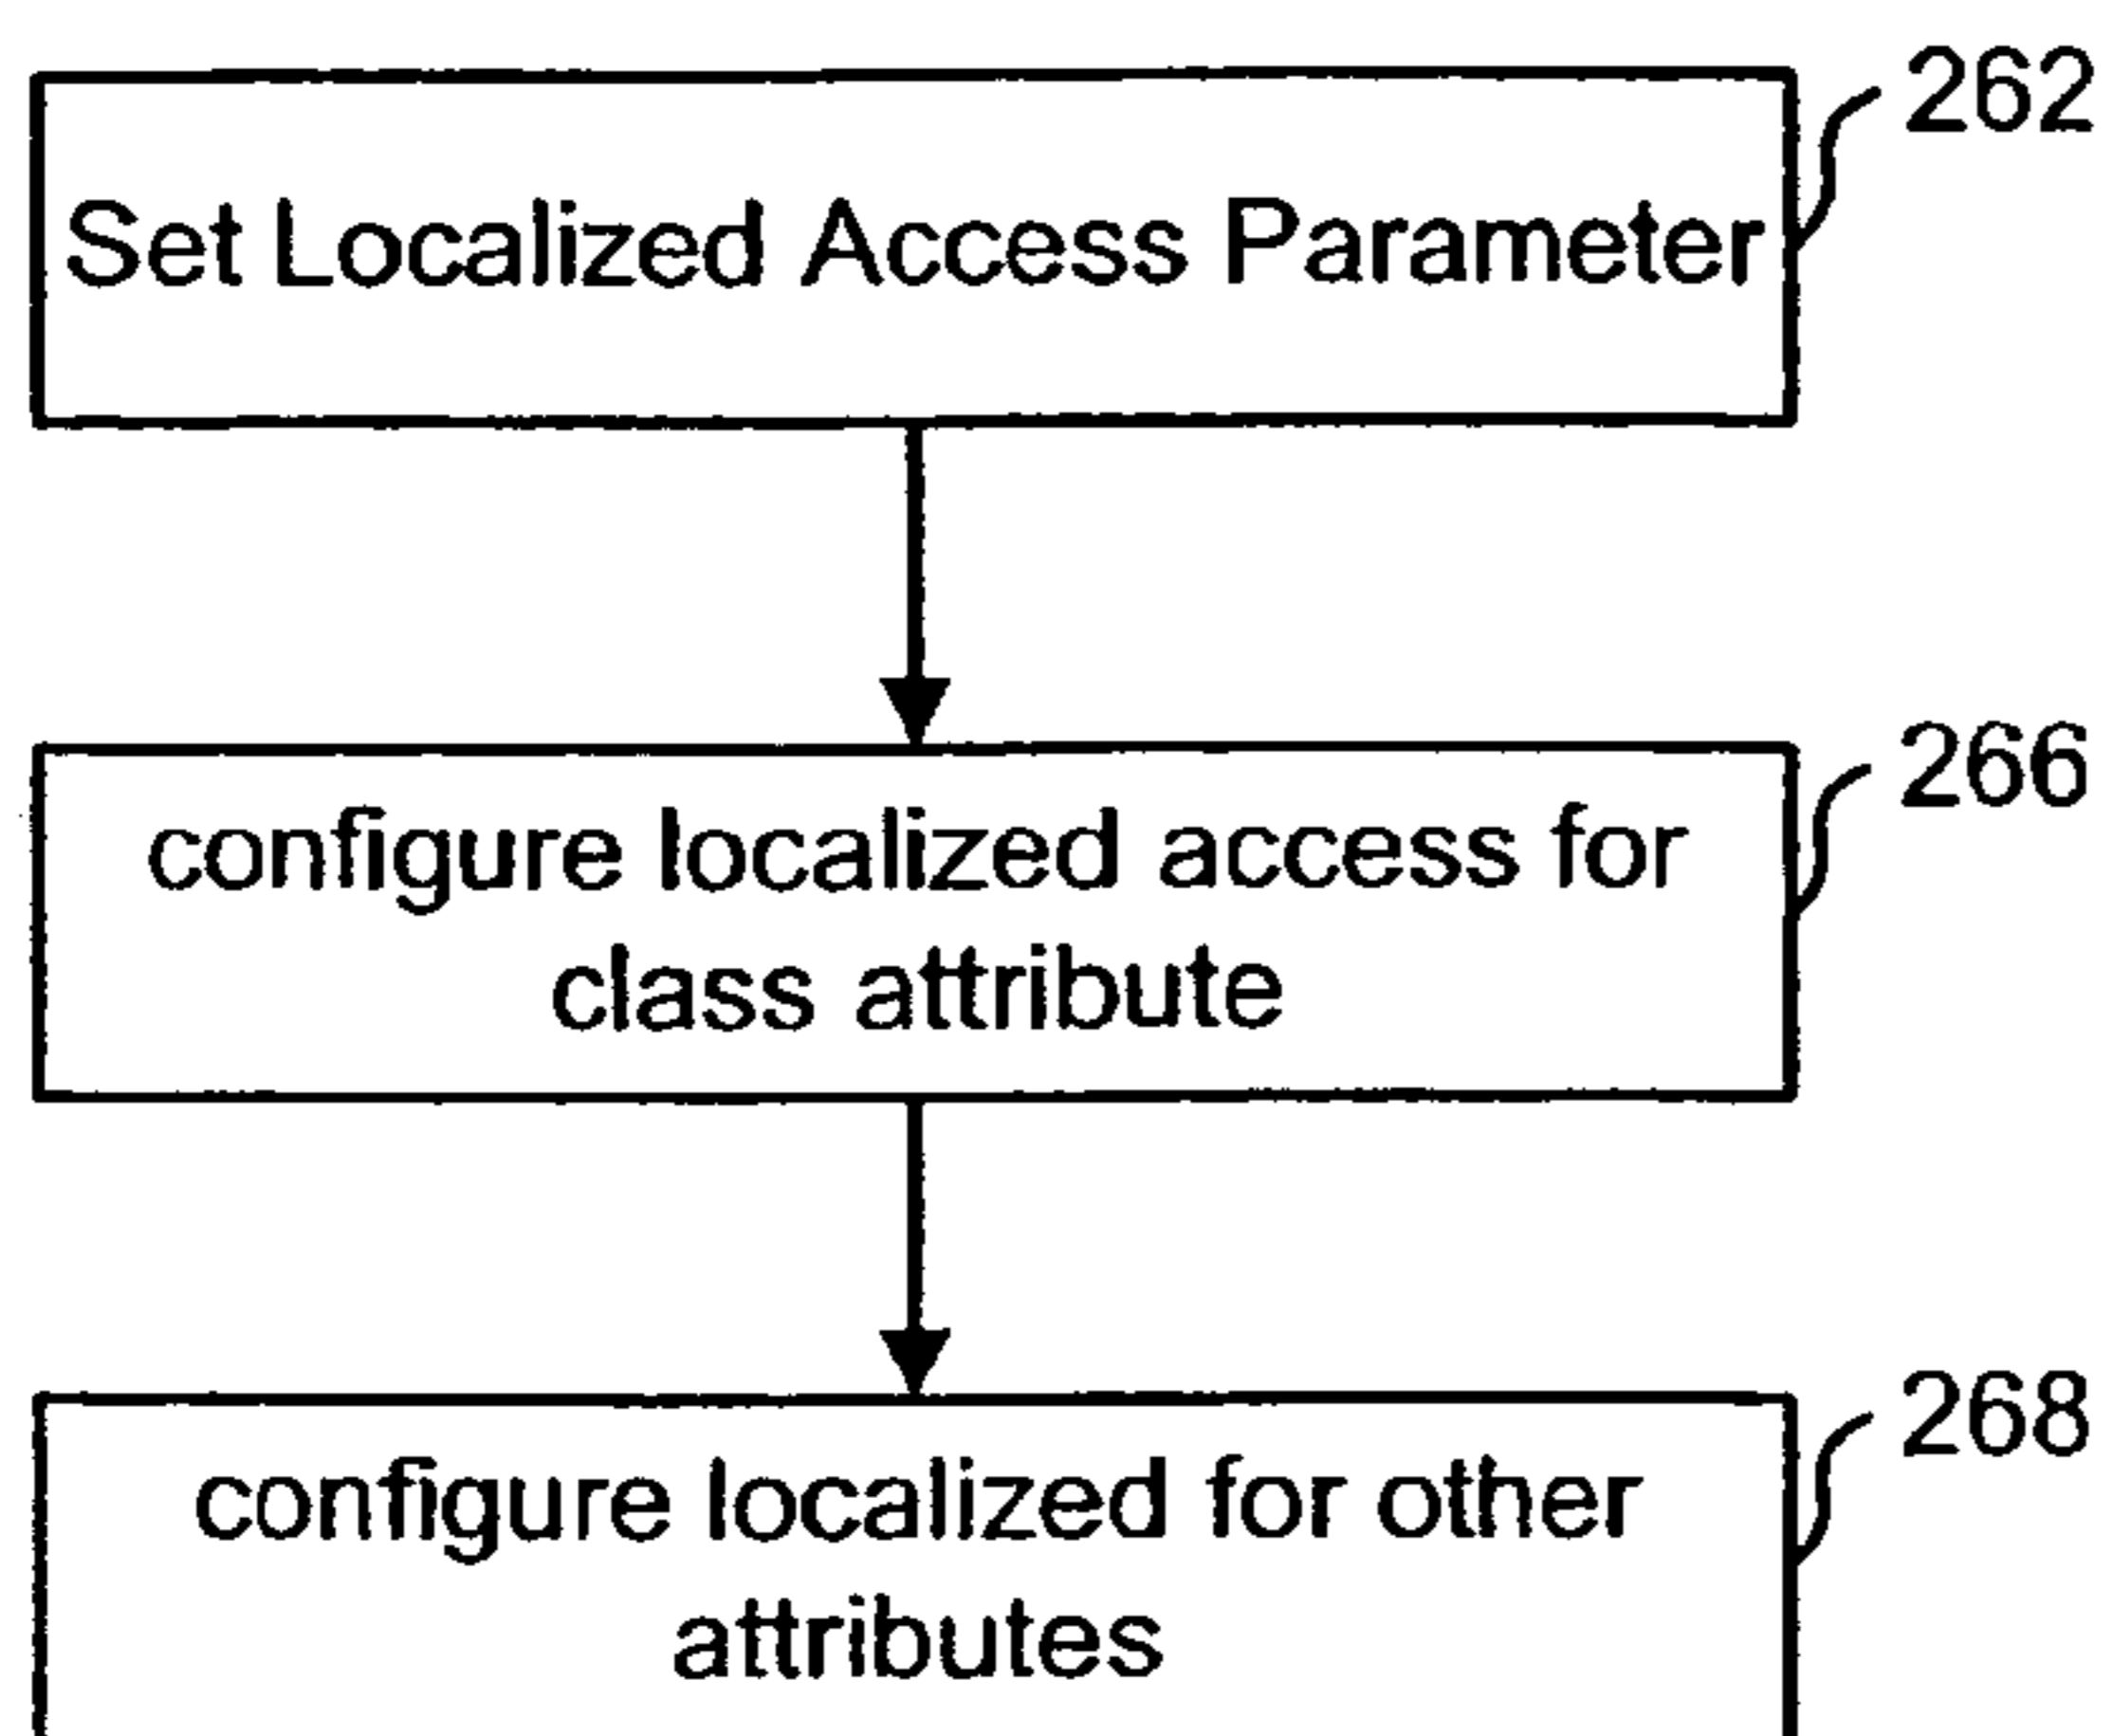 262
Set Localized Access Parameter
266
configure localized access for
class attribute
268
configure localized for other
attributes